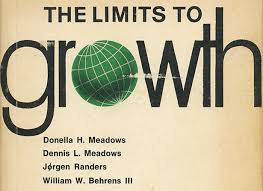 THE LIMITS TO
growth
Donella H. Meadows
Dennis L. Meadows
Jørgen Randers
William W. Behrens III